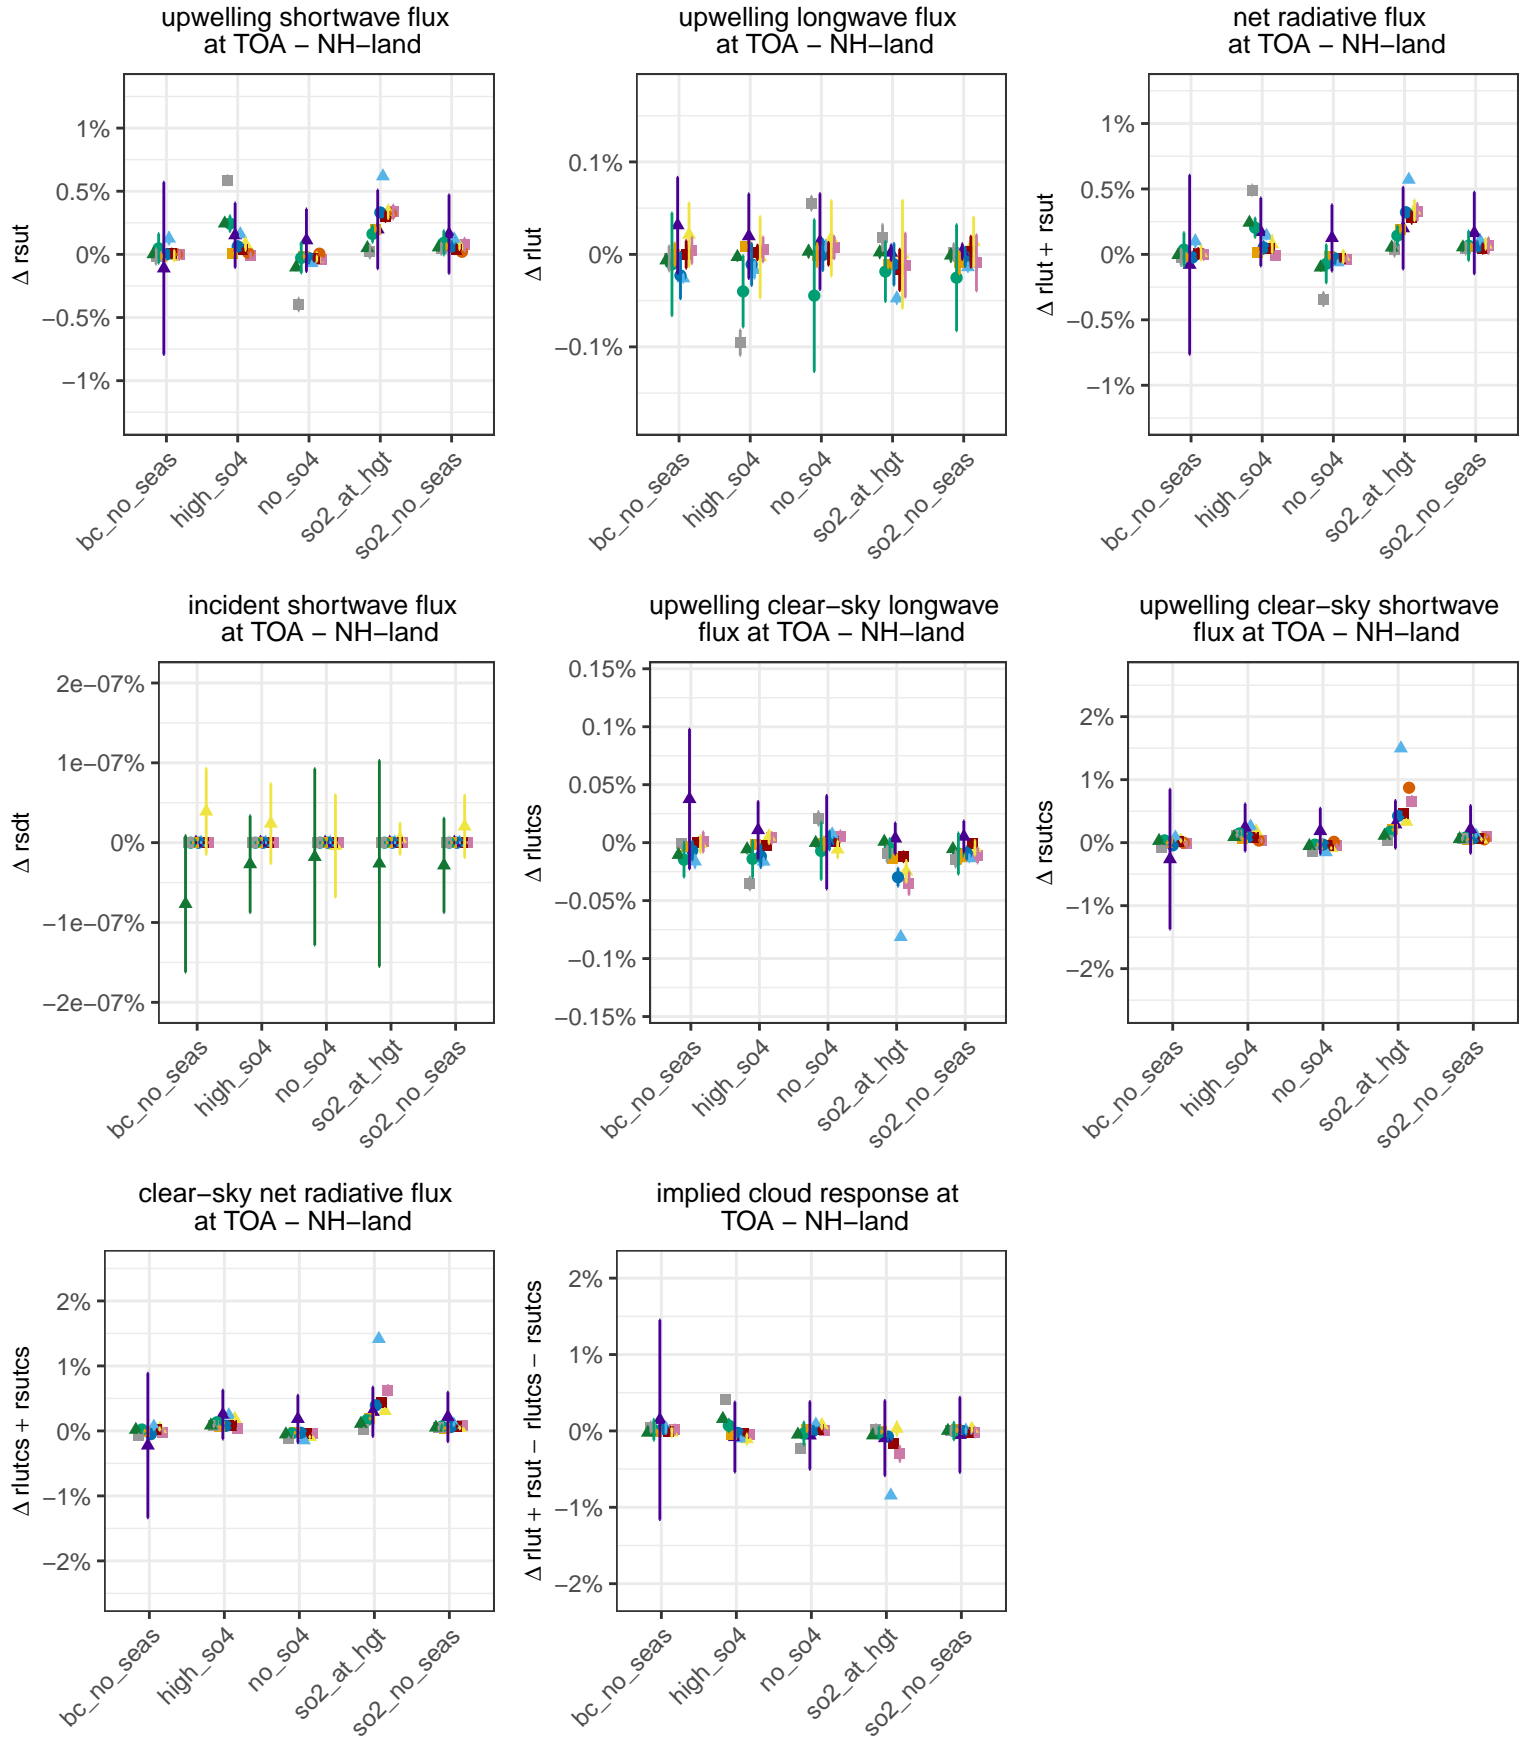 upwelling shortwave flux
at TOA − NH−land
Δ rsut
1%
0.5%
0%
−0.5%
−1%
bc_no_seas
high_so4
no_so4
so2_at_hgt
so2_no_seas
upwelling longwave flux
at TOA − NH−land
Δ rlut
0.1%
0%
−0.1%
bc_no_seas
high_so4
no_so4
so2_at_hgt
so2_no_seas
net radiative flux
at TOA − NH−land
Δ rlut + rsut
1%
0.5%
0%
−0.5%
−1%
bc_no_seas
high_so4
no_so4
so2_at_hgt
so2_no_seas
incident shortwave flux
at TOA − NH−land
Δ rsdt
2e−07%
1e−07%
0%
−1e−07%
−2e−07%
bc_no_seas
high_so4
no_so4
so2_at_hgt
so2_no_seas
upwelling clear−sky longwave
flux at TOA − NH−land
Δ rlutcs
0.15%
0.1%
0.05%
0%
−0.05%
−0.1%
−0.15%
bc_no_seas
high_so4
no_so4
so2_at_hgt
so2_no_seas
upwelling clear−sky shortwave
flux at TOA − NH−land
Δ rsutcs
2%
1%
0%
−1%
−2%
bc_no_seas
high_so4
no_so4
so2_at_hgt
so2_no_seas
clear−sky net radiative flux
at TOA − NH−land
Δ rlutcs + rsutcs
2%
1%
0%
−1%
−2%
bc_no_seas
high_so4
no_so4
so2_at_hgt
so2_no_seas
implied cloud response at
TOA − NH−land
Δ rlut + rsut − rlutcs − rsutcs
2%
1%
0%
−1%
−2%
bc_no_seas
high_so4
no_so4
so2_at_hgt
so2_no_seas